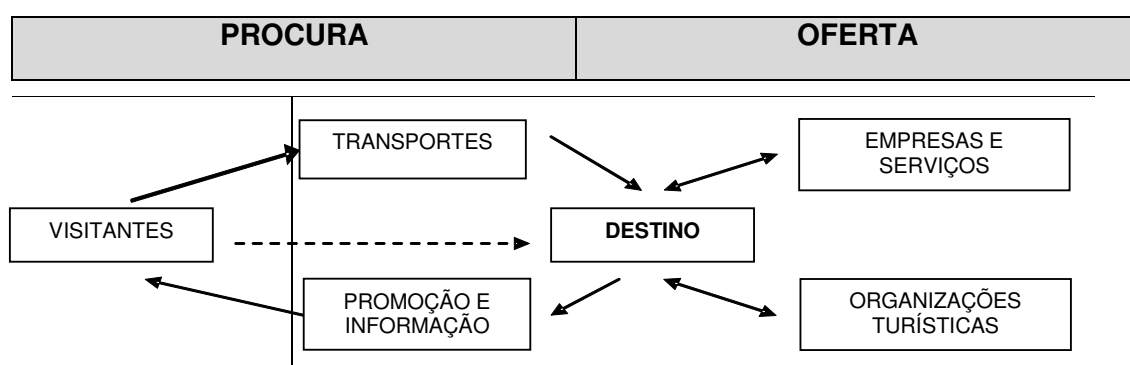 PROCURA
OFERTA
TRANSPORTES
EMPRESAS E
SERVIÇOS
VISITANTES
DESTINO
PROMOÇÃO E
INFORMAÇÃO
ORGANIZAÇÕES
TURÍSTICAS